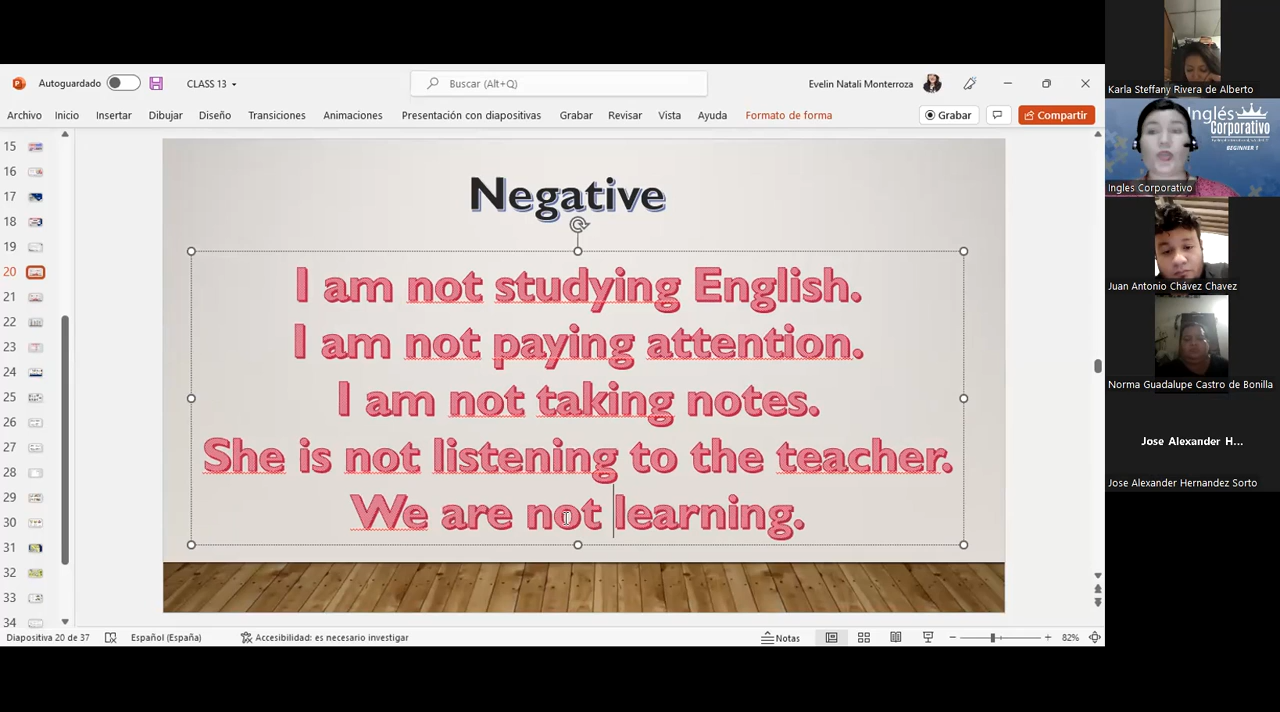 Autoguardado
CLASS 13
Buscar (Alt+Q)
Evelin Natali Monterroza
Archivo Inicio Insertar Dibujar Diseño Transiciones Animaciones Presentación con diapositivas Grabar Revisar Vista Ayuda Formato de forma Grabar Compartir
15
16
17
18
19
20
21
22
23
24
25
26
27
28
29
30
31
32
33
34
Negative
I am not studying English.
I am not paying attention.
I am not taking notes.
She is not listening to the teacher.
We are not learning.
Diapositiva 20 de 37 Español (España) Accesibilidad: es necesario investigar Notas 82%
Karla Steffany Rivera de Alberto
Inglés
Corporativo
BEGINNER 1
Ingles Corporativo
Juan Antonio Chávez Chavez
Norma Guadalupe Castro de Bonilla
Jose Alexander H...
Jose Alexander Hernandez Sorto